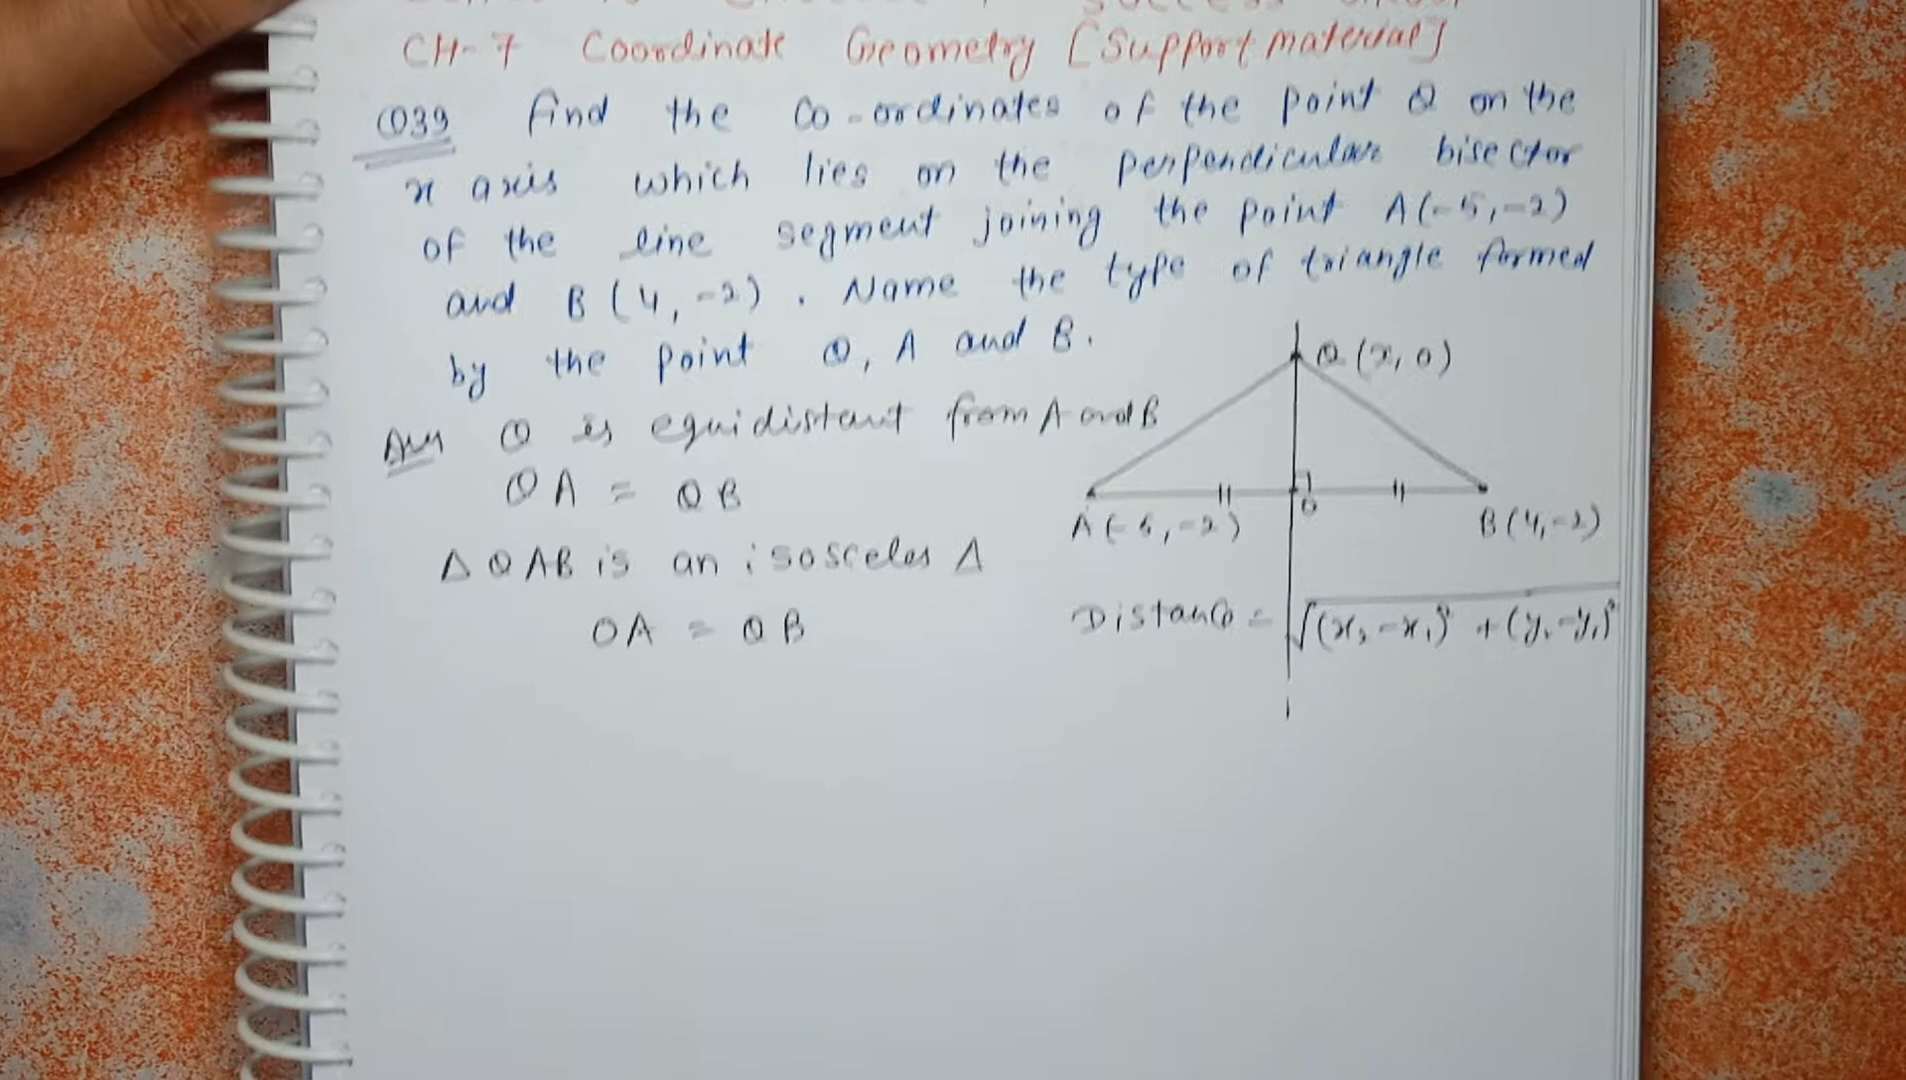 CH-7 Coordinate Geometry [Support material]
Q39 find the Co-ordinates of the point Q on the
x axis which lies on the perpendicular bisector
of the line segment joining the point A(-5,-2)
and B (4,-2). Name the type of triangle formed
by the point Q, A and B.
Ans Q is equidistant from A and B
QA = QB
Δ QAB is an isosceles Δ
QA = QB
Q (x, 0)
A (-5, -2)
B (4, -2)
Distance = √(x₂-x₁)² + (y₂-y₁)²